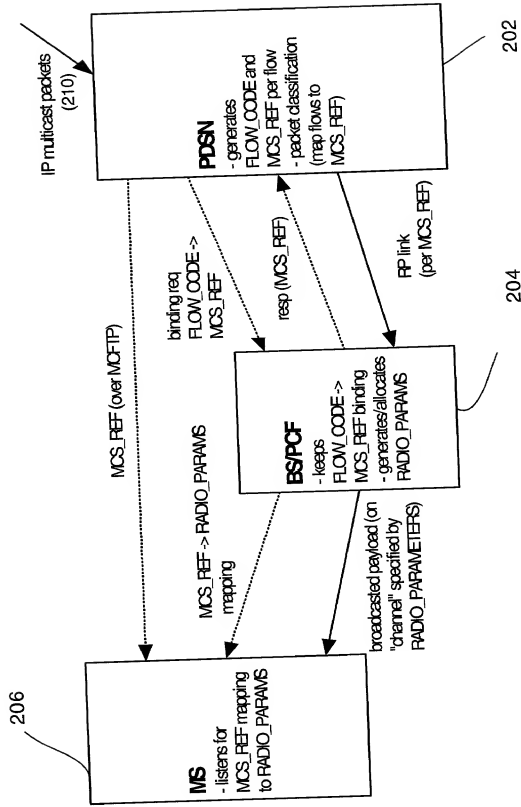 206
MS
- listens for
MCS_REF mapping
to RADIO_PARAMS
MCS_REF (over MCFTP)
MCS_REF -> RADIO_PARAMS
mapping
broadcasted payload (on
"channel" specified by
RADIO_PARAMETERS)
BS/PCF
- keeps
FLOW_CODE ->
MCS_REF binding
- generates/allocates
RADIO_PARAMS
204
binding req
FLOW_CODE ->
MCS_REF
resp (MCS_REF)
RP link
(per MCS_REF)
IP multicast packets
(210)
PDSN
- generates
FLOW_CODE and
MCS_REF per flow
- packet classification
(map flows to
MCS_REF)
202